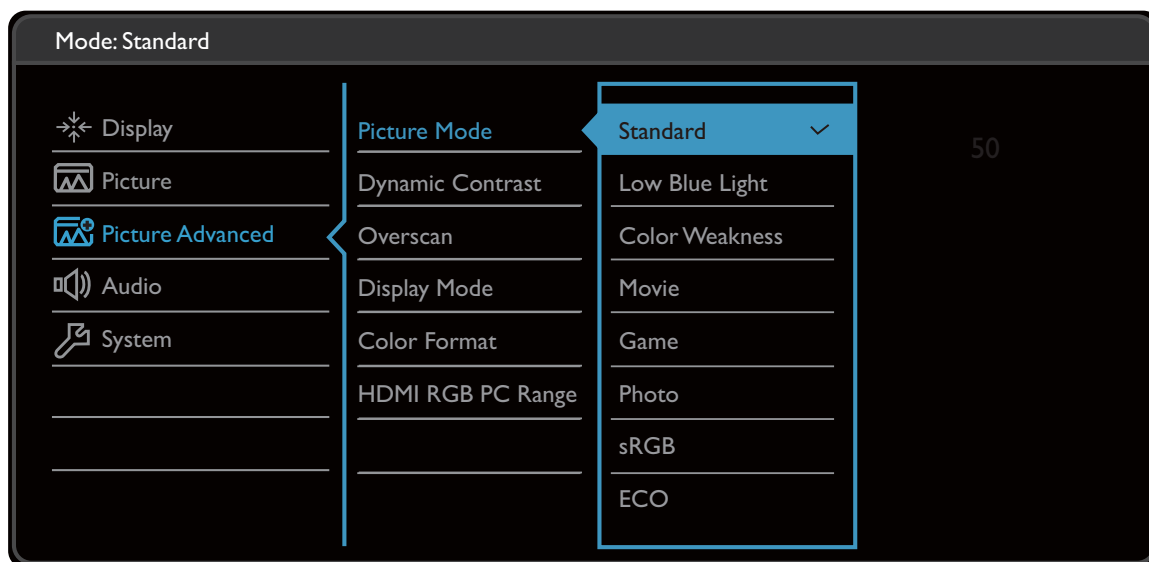 Mode: Standard
Display
Picture
Picture Advanced
Audio
System
Picture Mode
Dynamic Contrast
Overscan
Display Mode
Color Format
HDMI RGB PC Range
Standard
Low Blue Light
Color Weakness
Movie
Game
Photo
sRGB
ECO
50